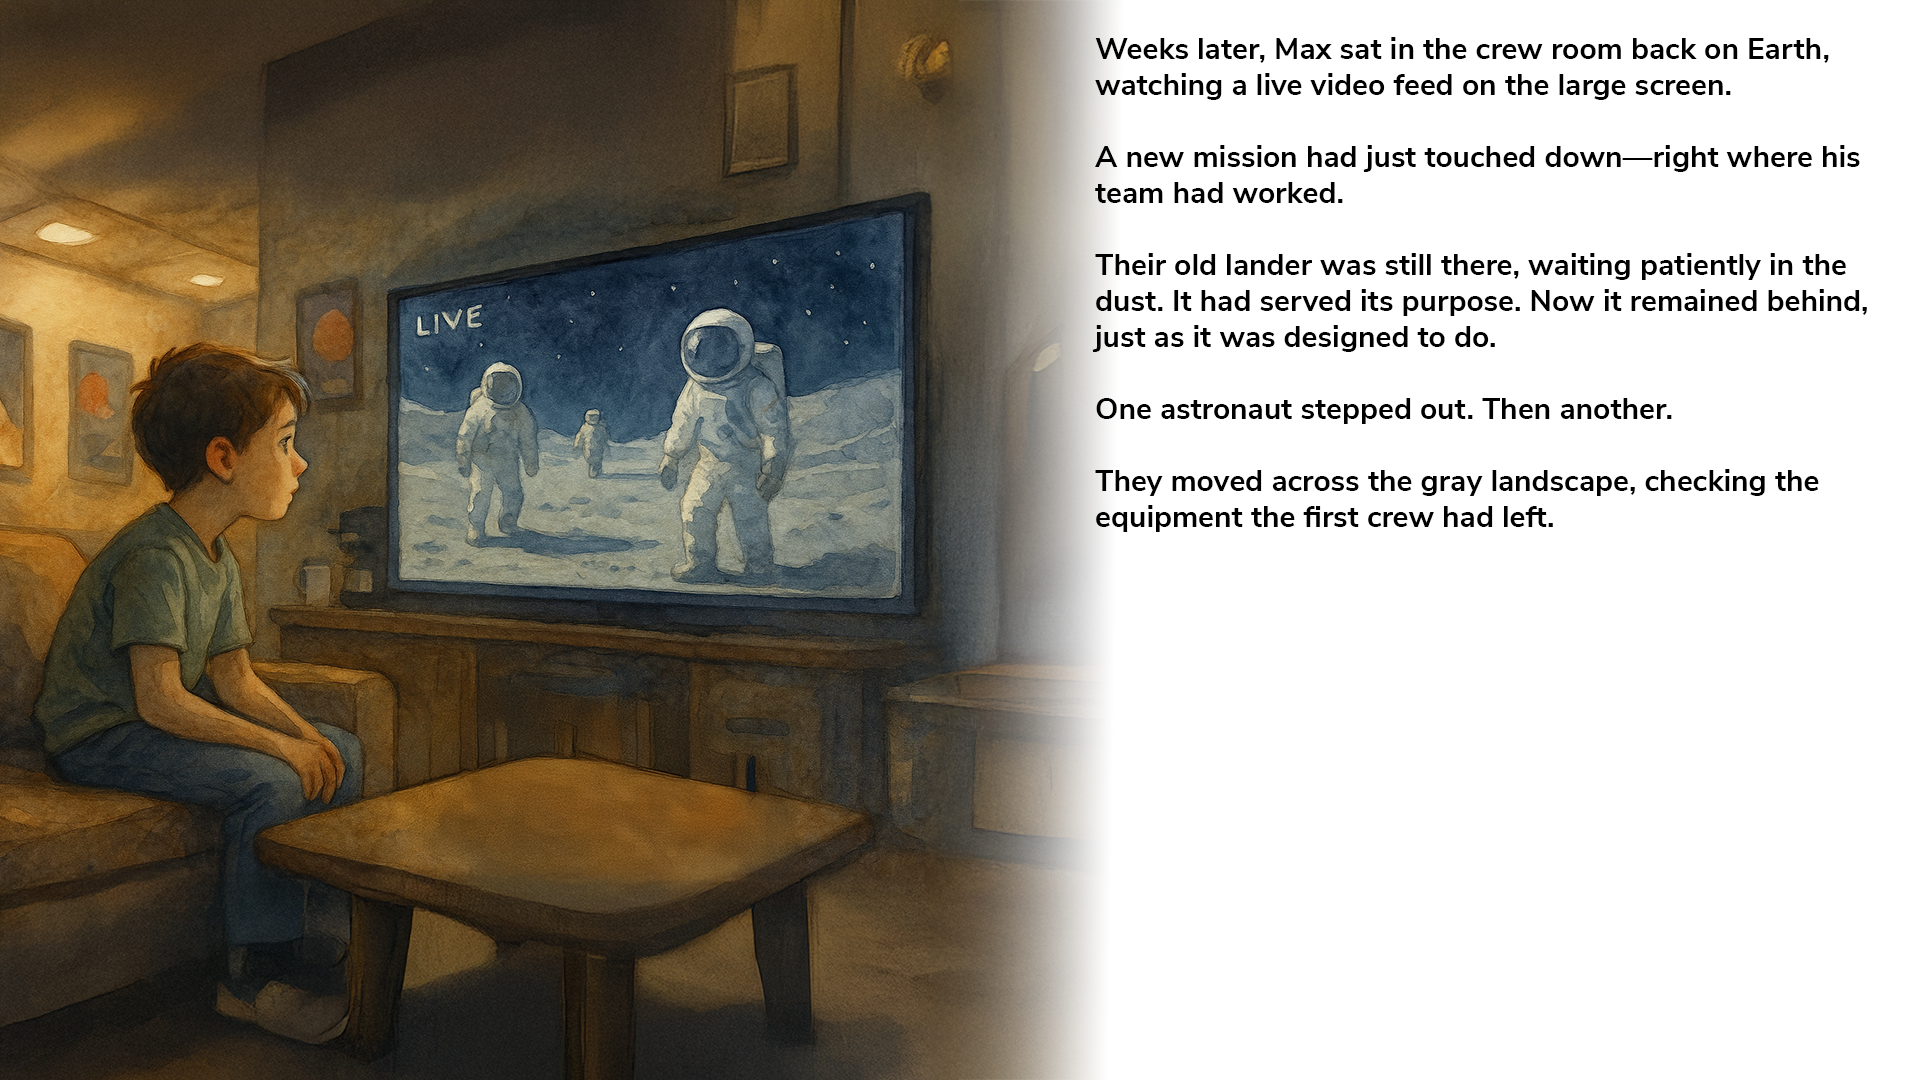 LIVE
Weeks later, Max sat in the crew room back on Earth,
watching a live video feed on the large screen.
A new mission had just touched down—right where his
team had worked.
Their old lander was still there, waiting patiently in the
dust. It had served its purpose. Now it remained behind,
just as it was designed to do.
One astronaut stepped out. Then another.
They moved across the gray landscape, checking the
equipment the first crew had left.